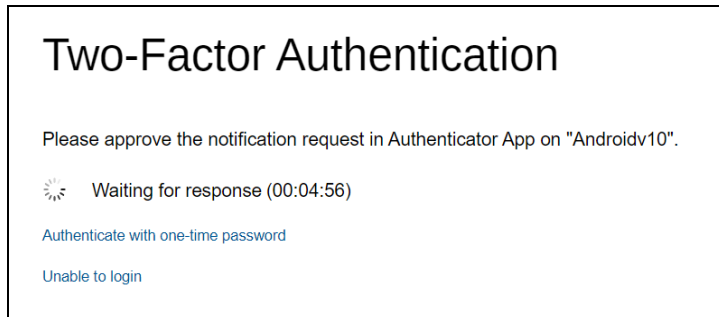 Two-Factor Authentication
Please approve the notification request in Authenticator App on "Androidv10".
Waiting for response (00:04:56)
Authenticate with one-time password
Unable to login